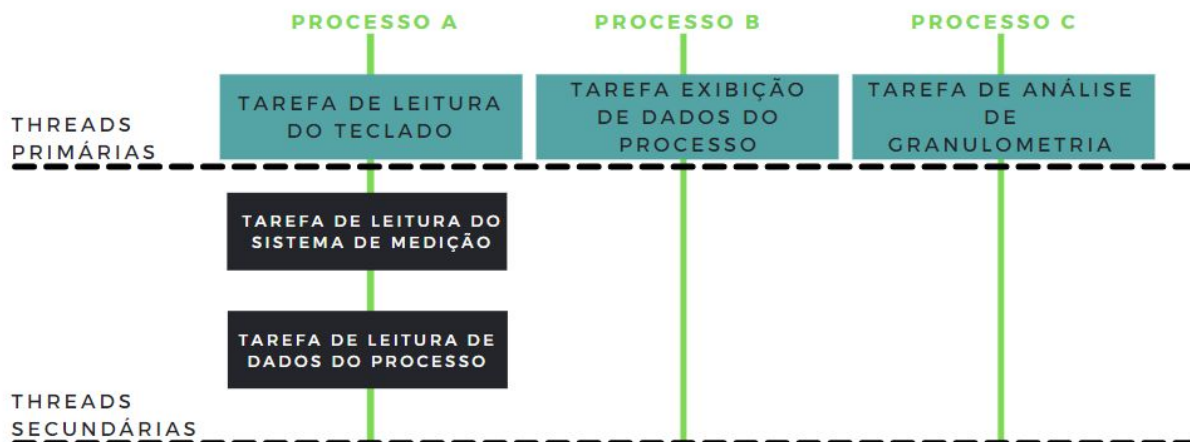 PROCESSO A
PROCESSO B
PROCESSO C
THREADS
PRIMÁRIAS
TAREFA DE LEITURA
DO TECLADO
TAREFA EXIBIÇÃO
DE DADOS DO
PROCESSO
TAREFA DE ANÁLISE
DE
GRANULOMETRIA
TAREFA DE LEITURA DO
SISTEMA DE MEDIÇÃO
TAREFA DE LEITURA DE
DADOS DO PROCESSO
THREADS
SECUNDÁRIAS